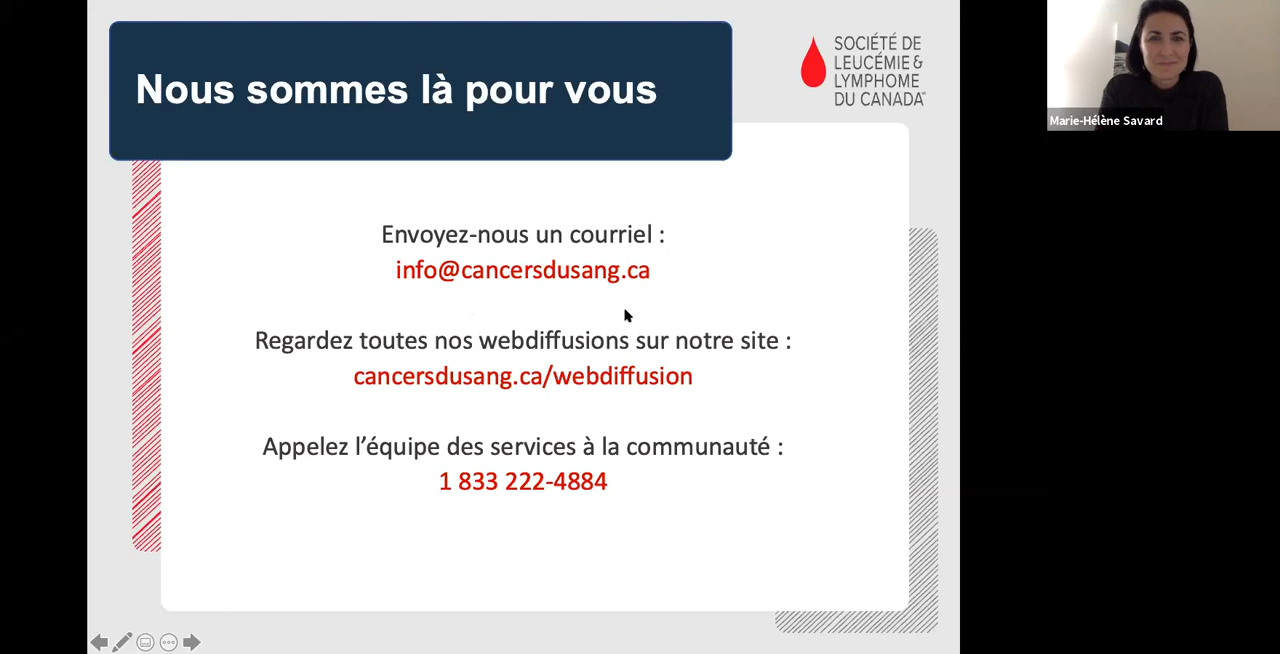 Nous sommes là pour vous
SOCIÉTÉ DE
LEUCÉMIE &
LYMPHOME
DU CANADA
Marie-Hélène Savard
Envoyez-nous un courriel :
info@cancersdusang.ca
Regardez toutes nos webdiffusions sur notre site :
cancersdusang.ca/webdiffusion
Appelez l’équipe des services à la communauté :
1 833 222-4884